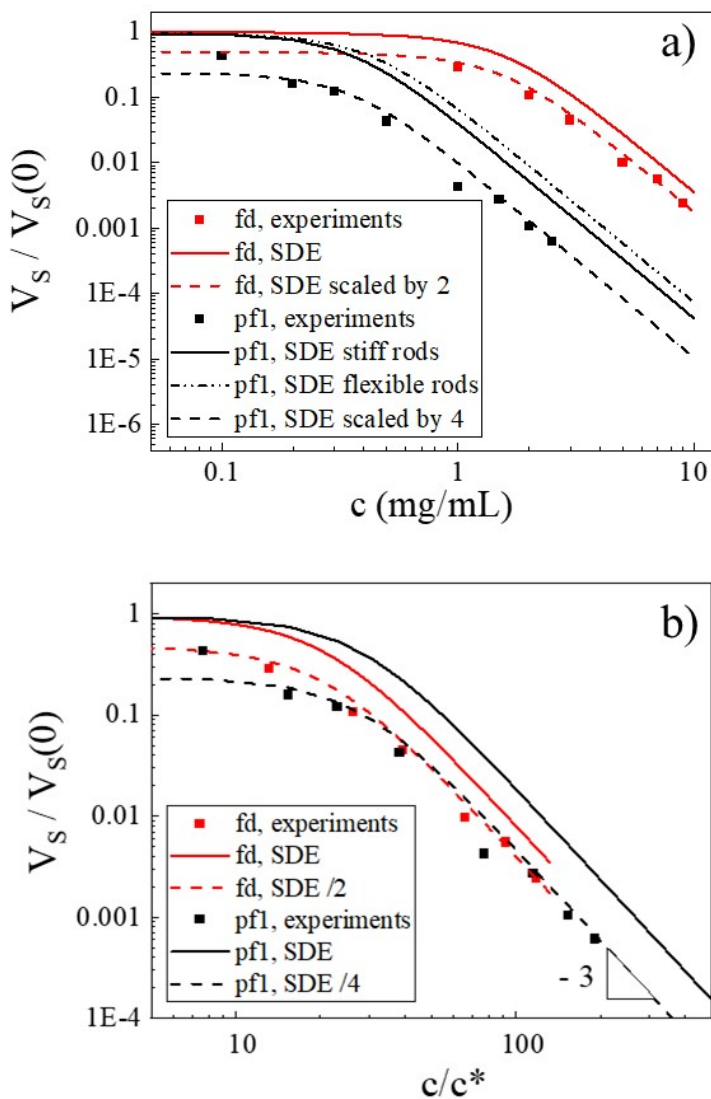 a)
1
0.1
0.01
0.001
1E-4
1E-5
1E-6
V_S / V_S(0)
fd, experiments
fd, SDE
fd, SDE scaled by 2
pf1, experiments
pf1, SDE stiff rods
pf1, SDE flexible rods
pf1, SDE scaled by 4
0.1 1 10
c (mg/mL)
b)
1
0.1
0.01
0.001
1E-4
V_S / V_S(0)
fd, experiments
fd, SDE
fd, SDE /2
pf1, experiments
pf1, SDE
pf1, SDE /4
- 3
10 100
c/c*